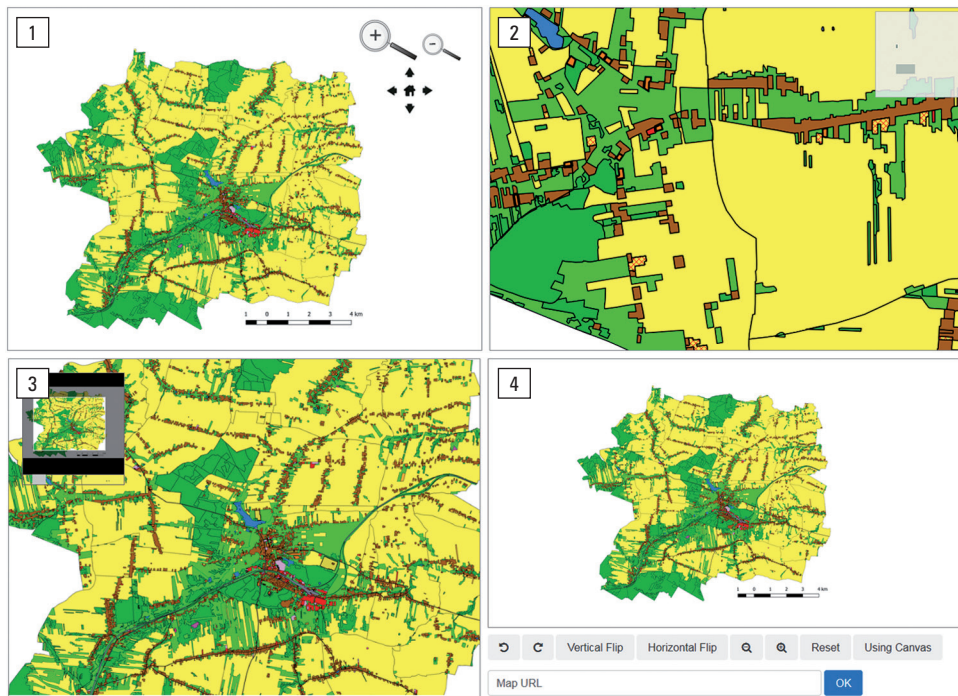 1
1 0 1 2 3 4 km
2
3
4
1 0 1 2 3 4 km
Vertical Flip Horizontal Flip Reset Using Canvas
Map URL OK